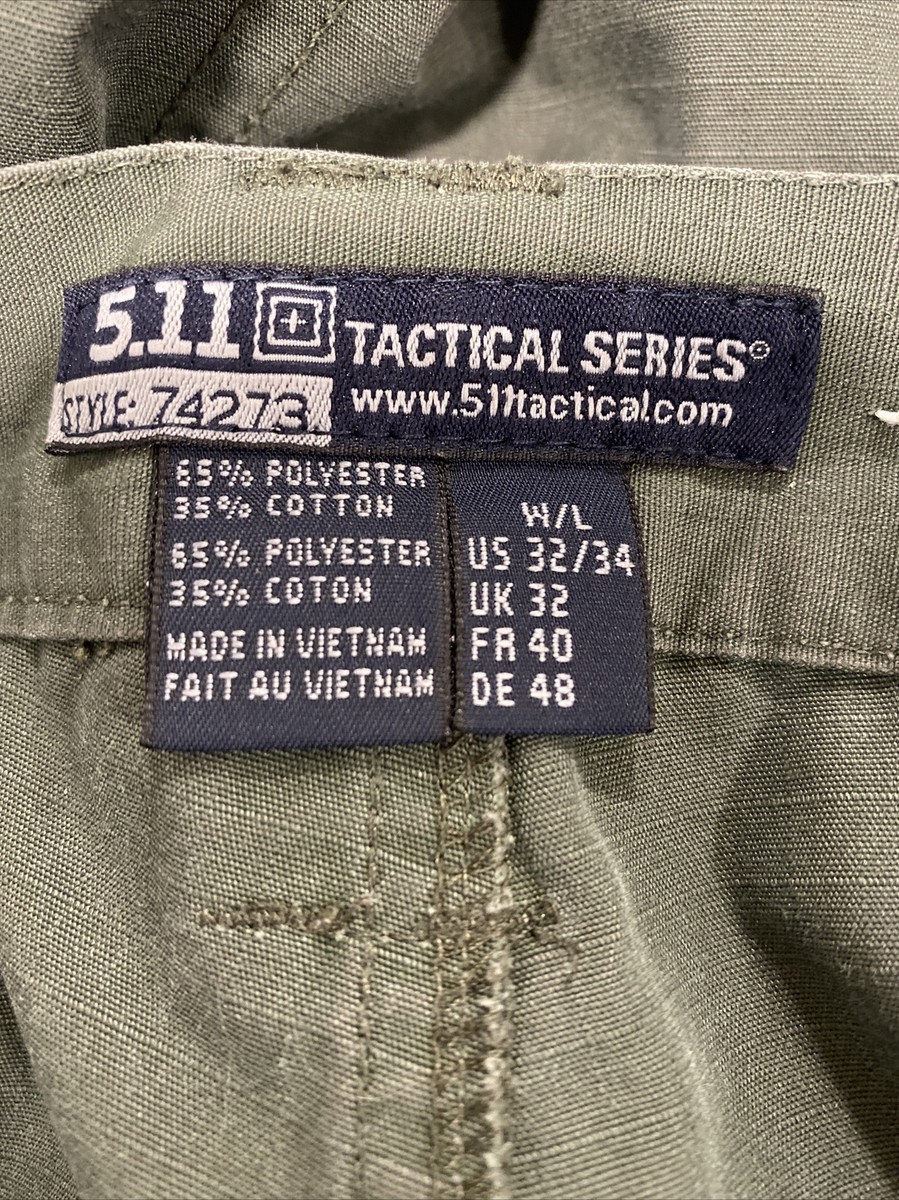 5.11 TACTICAL SERIES®
www.511tactical.com
STYLE: 74273
65% POLYESTER
35% COTTON
65% POLYESTER
35% COTON
MADE IN VIETNAM
FAIT AU VIETNAM
W/L
US 32/34
UK 32
FR 40
DE 48